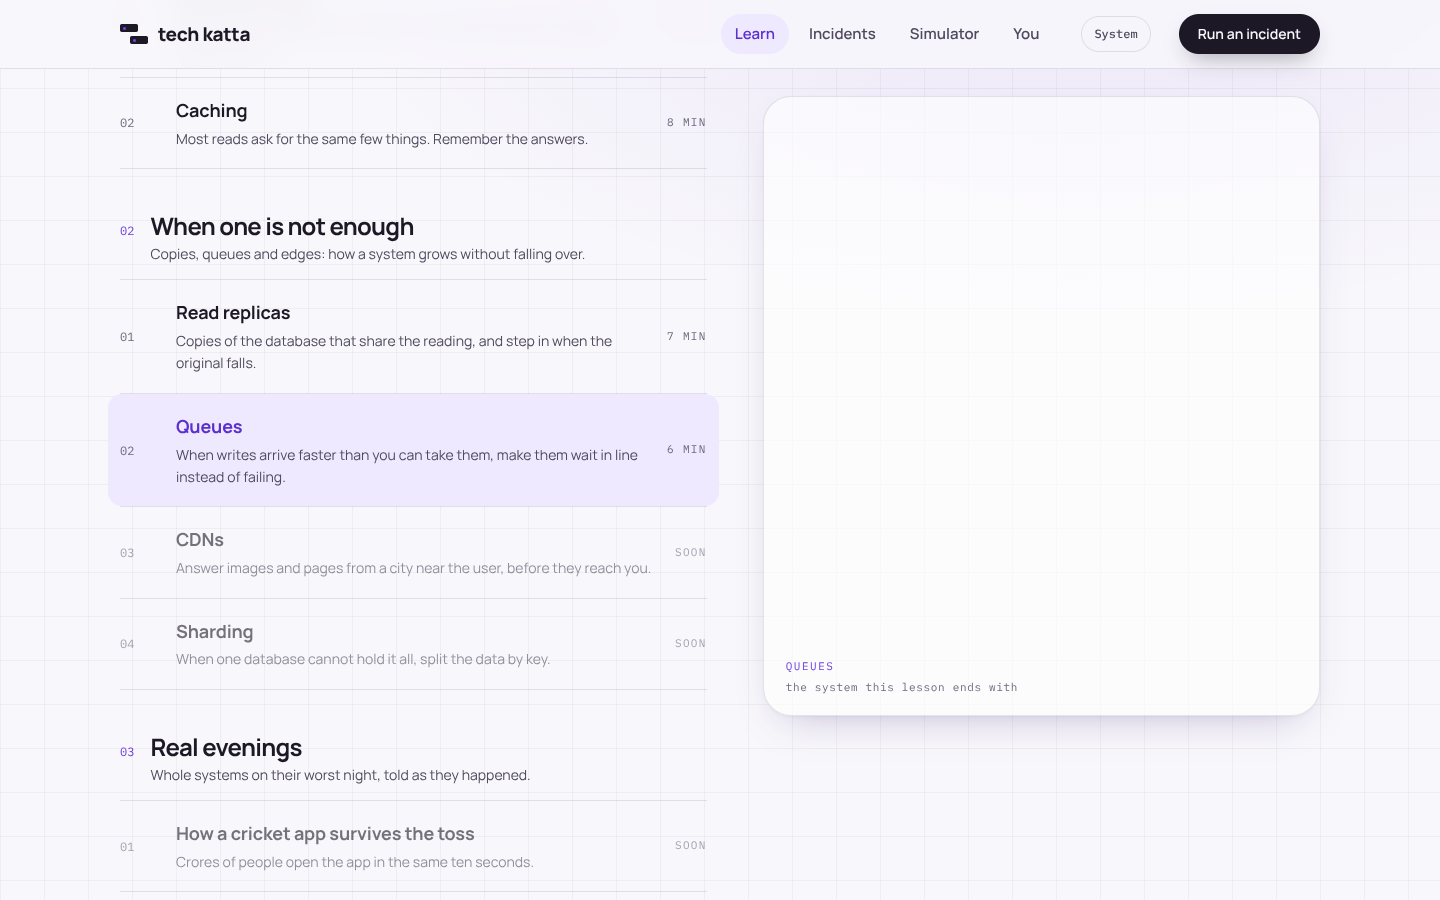 tech katta
Learn
Incidents
Simulator
You
System
Run an incident
02
Caching
Most reads ask for the same few things. Remember the answers.
8 MIN
02
When one is not enough
Copies, queues and edges: how a system grows without falling over.
01
Read replicas
Copies of the database that share the reading, and step in when the
original falls.
7 MIN
02
Queues
When writes arrive faster than you can take them, make them wait in line
instead of failing.
6 MIN
03
CDNs
Answer images and pages from a city near the user, before they reach you.
SOON
04
Sharding
When one database cannot hold it all, split the data by key.
SOON
03
Real evenings
Whole systems on their worst night, told as they happened.
01
How a cricket app survives the toss
Crores of people open the app in the same ten seconds.
SOON
QUEUES
the system this lesson ends with